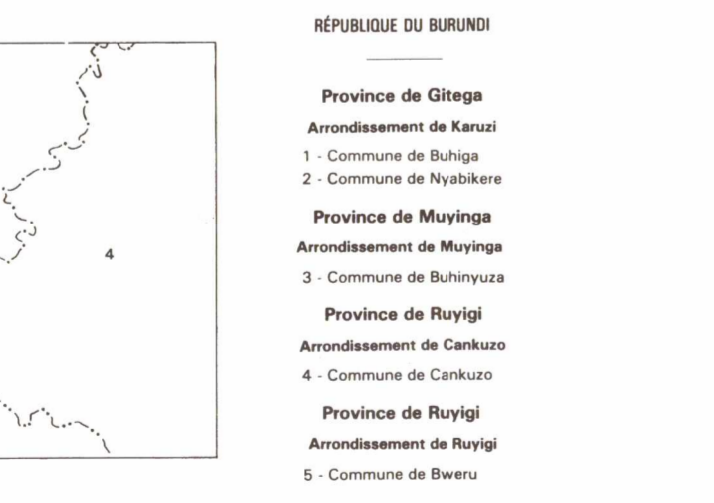 RÉPUBLIQUE DU BURUNDI
Province de Gitega
Arrondissement de Karuzi
1 - Commune de Buhiga
2 - Commune de Nyabikere
Province de Muyinga
Arrondissement de Muyinga
3 - Commune de Buhinyuza
Province de Ruyigi
Arrondissement de Cankuzo
4 - Commune de Cankuzo
Province de Ruyigi
Arrondissement de Ruyigi
5 - Commune de Bweru
4